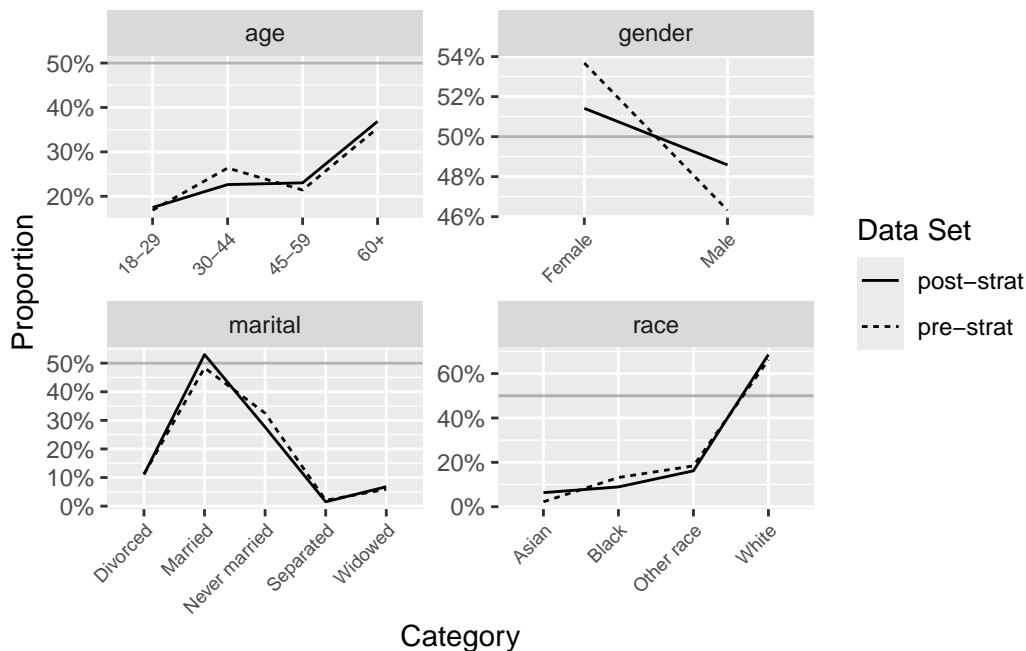 age
50%
40%
30%
20%
18−29
30−44
45−59
60+
gender
54%
52%
50%
48%
46%
Female
Male
marital
50%
40%
30%
20%
10%
0%
Divorced
Married
Never married
Separated
Widowed
race
60%
40%
20%
0%
Asian
Black
Other race
White
Proportion
Category
Data Set
post−strat
pre−strat